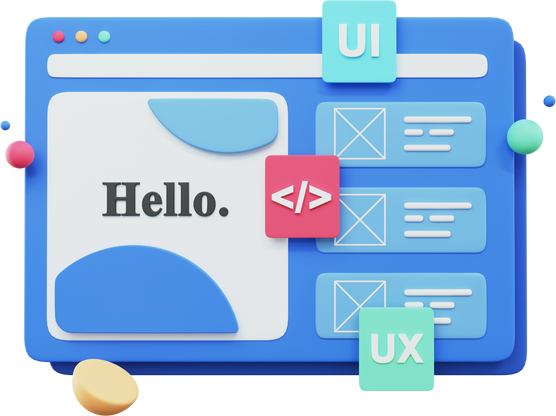 UI
Hello.
</>
UX